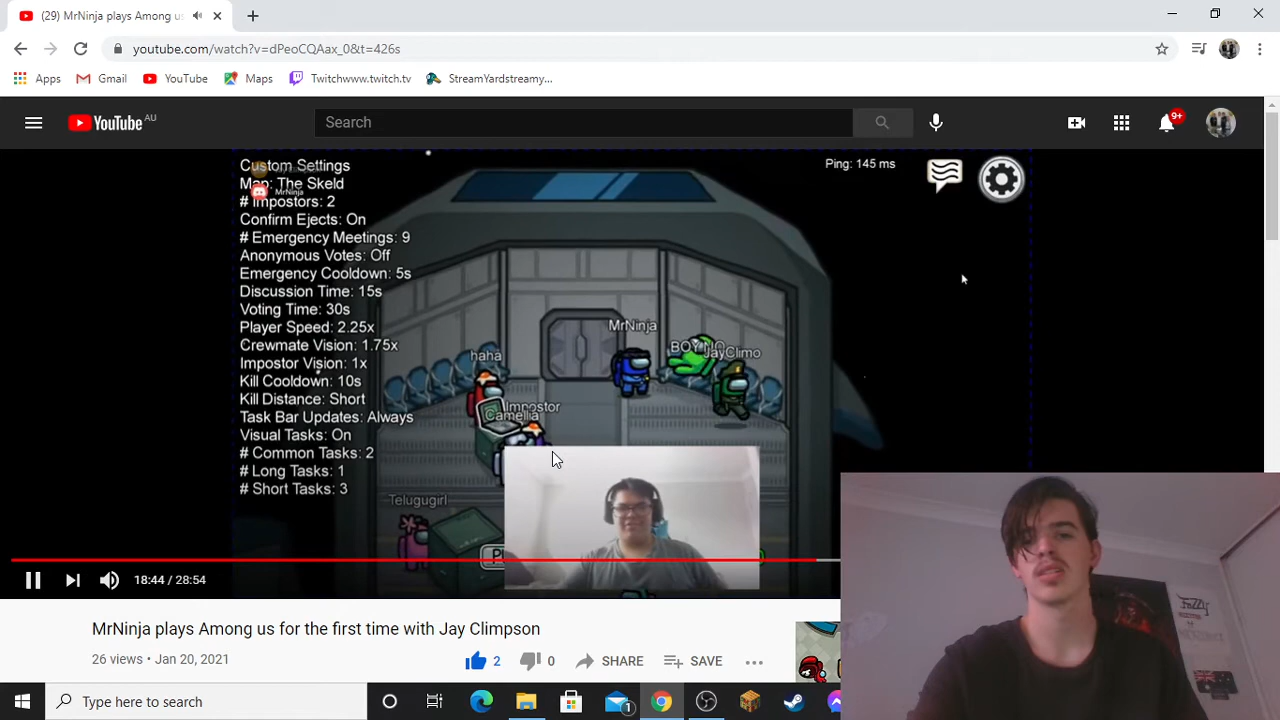 (29) MrNinja plays Among us
youtube.com/watch?v=dPeoCQAax_0&t=426s
Apps Gmail YouTube Maps Twitchwww.twitch.tv StreamYardstreamy...
YouTube AU
Search
9+
Custom Settings
Map: The Skeld
MrNinja
# Impostors: 2
Confirm Ejects: On
# Emergency Meetings: 9
Anonymous Votes: Off
Emergency Cooldown: 5s
Discussion Time: 15s
Voting Time: 30s
Player Speed: 2.25x
Crewmate Vision: 1.75x
Impostor Vision: 1x
Kill Cooldown: 10s
Kill Distance: Short
Task Bar Updates: Always
Visual Tasks: On
# Common Tasks: 2
# Long Tasks: 1
# Short Tasks: 3
Ping: 145 ms
MrNinja
BOY NO
JayClimo
haha
Impostor
Camellia
Telugugirl
18:44 / 28:54
MrNinja plays Among us for the first time with Jay Climpson
26 views • Jan 20, 2021
2 0 SHARE SAVE
Type here to search
1